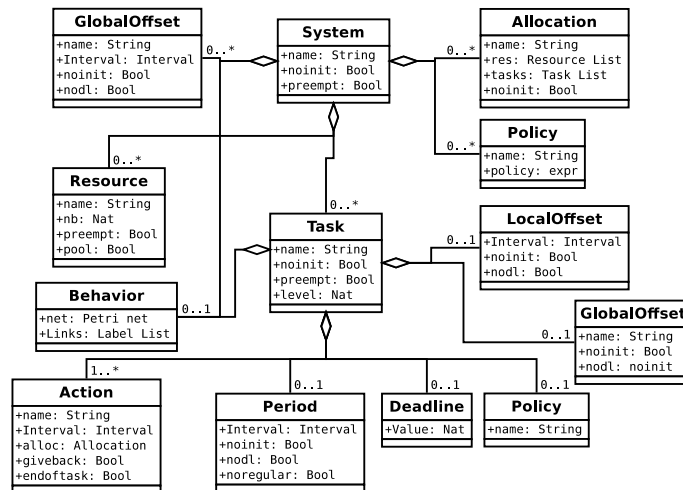 GlobalOffset
+name: String
+Interval: Interval
+noinit: Bool
+nodl: Bool
0..*
System
+name: String
+noinit: Bool
+preempt: Bool
0..*
Allocation
+name: String
+res: Resource List
+tasks: Task List
+noinit: Bool
0..*
Policy
+name: String
+policy: expr
0..*
Resource
+name: String
+nb: Nat
+preempt: Bool
+pool: Bool
0..*
Task
+name: String
+noinit: Bool
+preempt: Bool
+level: Nat
0..1
LocalOffset
+Interval: Interval
+noinit: Bool
+nodl: Bool
Behavior
+net: Petri net
+Links: Label List
0..1
0..1
GlobalOffset
+name: String
+noinit: Bool
+nodl: noinit
1..*
Action
+name: String
+Interval: Interval
+alloc: Allocation
+giveback: Bool
+endoftask: Bool
0..1
Period
+Interval: Interval
+noinit: Bool
+nodl: Bool
+noregular: Bool
0..1
Deadline
+Value: Nat
0..1
Policy
+name: String